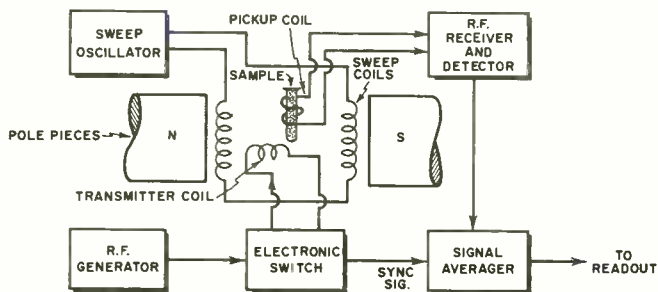 SWEEP
OSCILLATOR
PICKUP COIL
R.F.
RECEIVER
AND
DETECTOR
SAMPLE
SWEEP
COILS
POLE PIECES
N
S
TRANSMITTER
COIL
R.F.
GENERATOR
ELECTRONIC
SWITCH
SYNC
SIG.
SIGNAL
AVERAGER
TO
READOUT